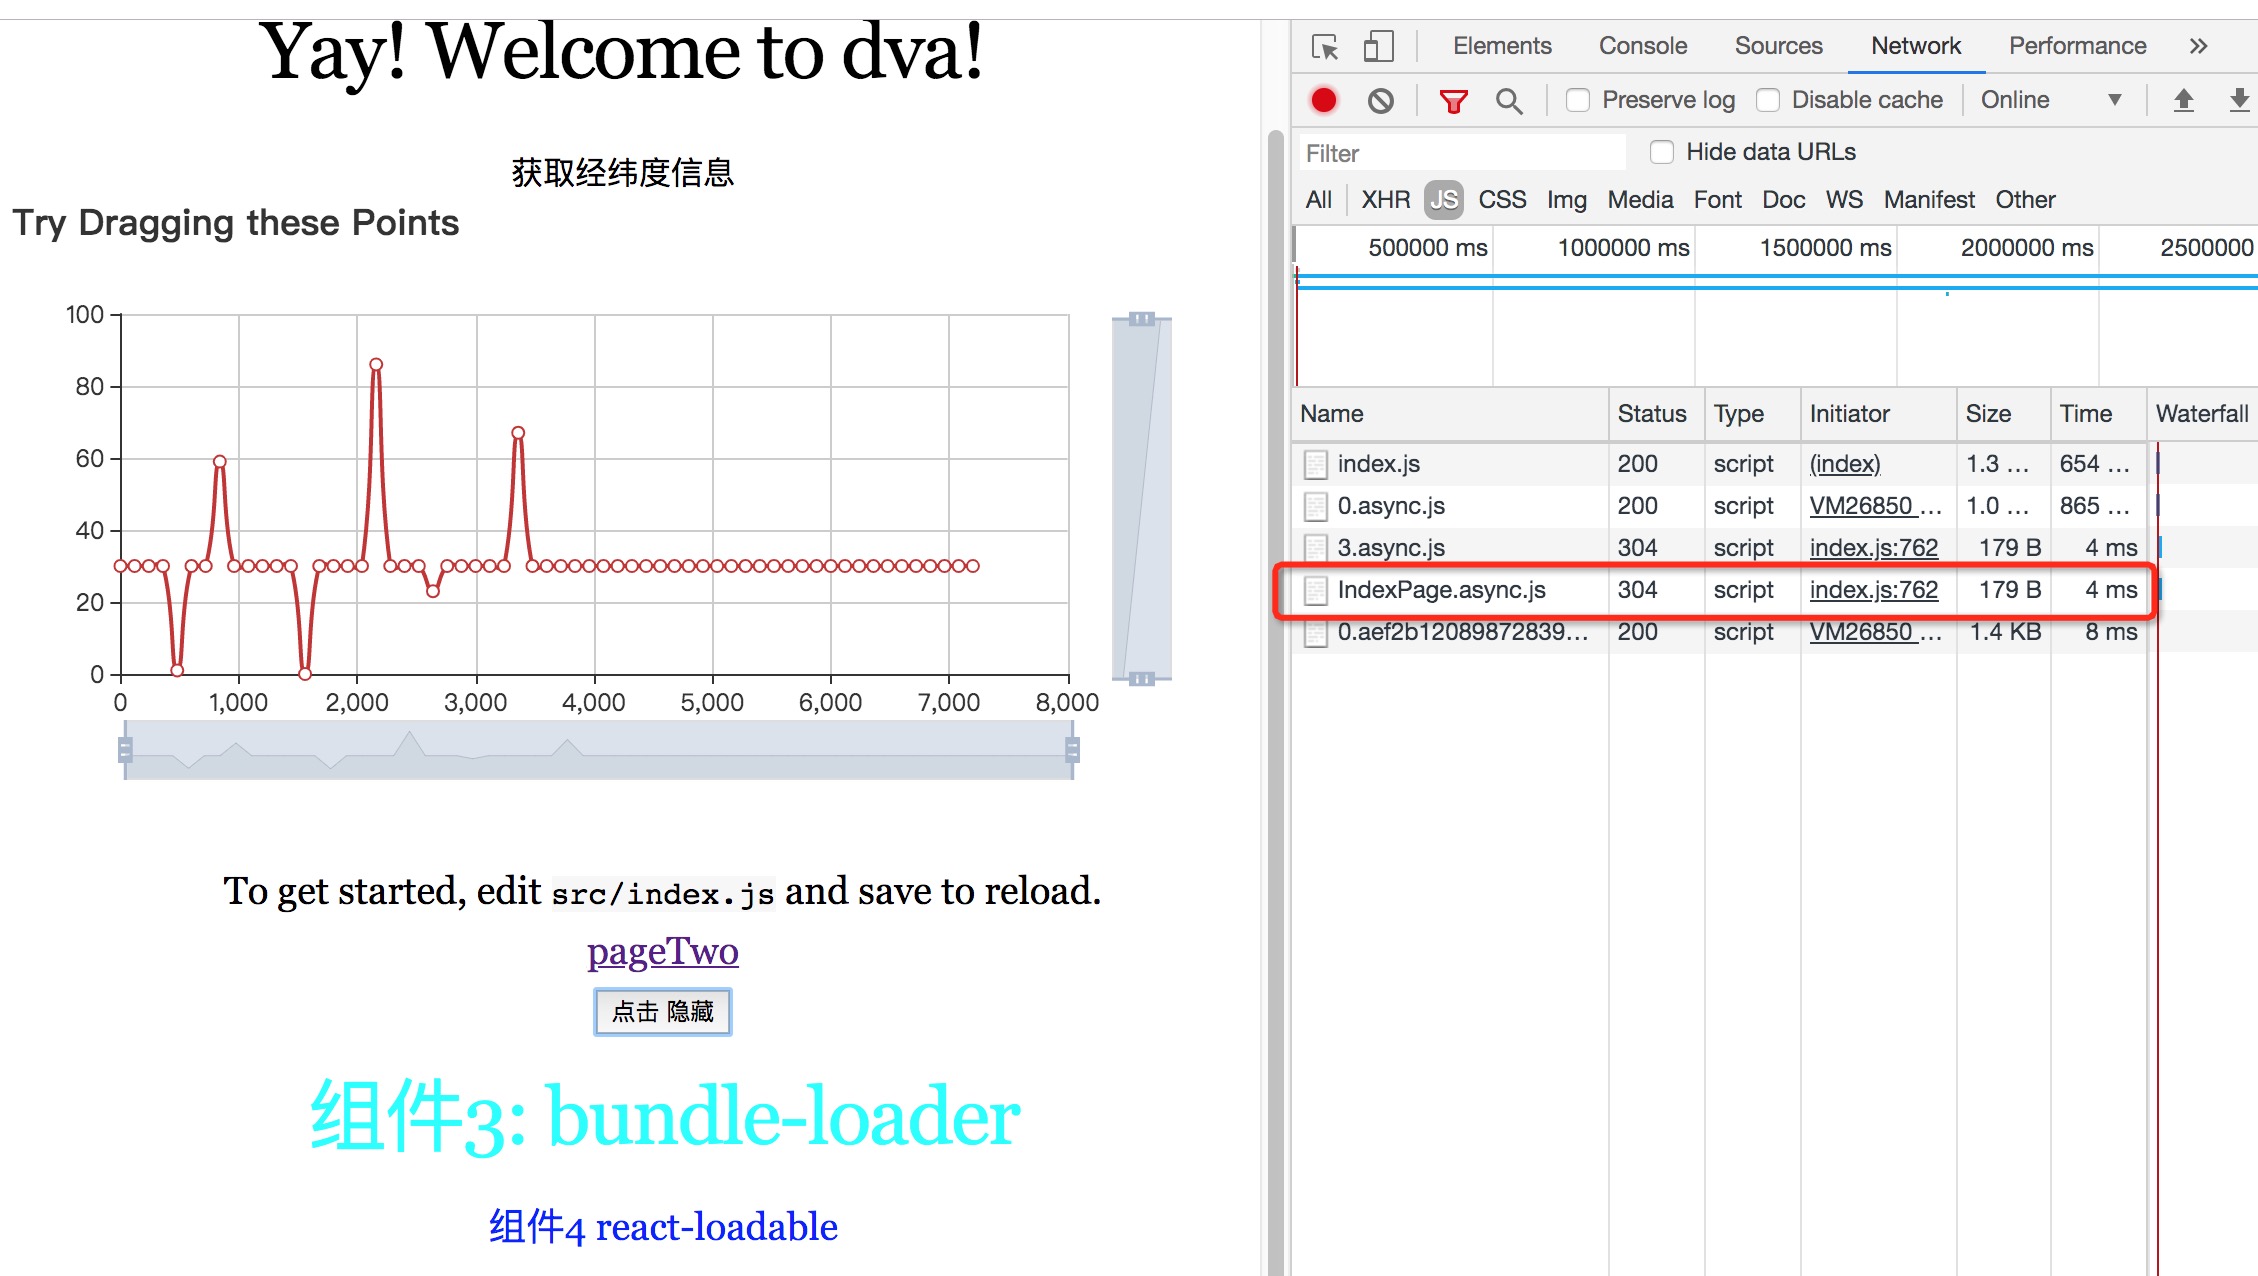 Yay! Welcome to dva!
获取经纬度信息
Try Dragging these Points
100
80
60
40
20
0
0 1,000 2,000 3,000 4,000 5,000 6,000 7,000 8,000
To get started, edit src/index.js and save to reload.
pageTwo
点击 隐藏
组件3: bundle-loader
组件4 react-loadable
Elements Console Sources Network Performance »
Preserve log Disable cache Online
Filter Hide data URLs
All XHR JS CSS Img Media Font Doc WS Manifest Other
500000 ms 1000000 ms 1500000 ms 2000000 ms 2500000
Name Status Type Initiator Size Time Waterfall
index.js 200 script (index) 1.3 … 654 …
0.async.js 200 script VM26850 … 1.0 … 865 …
3.async.js 304 script index.js:762 179 B 4 ms
IndexPage.async.js 304 script index.js:762 179 B 4 ms
0.aef2b12089872839… 200 script VM26850 … 1.4 KB 8 ms